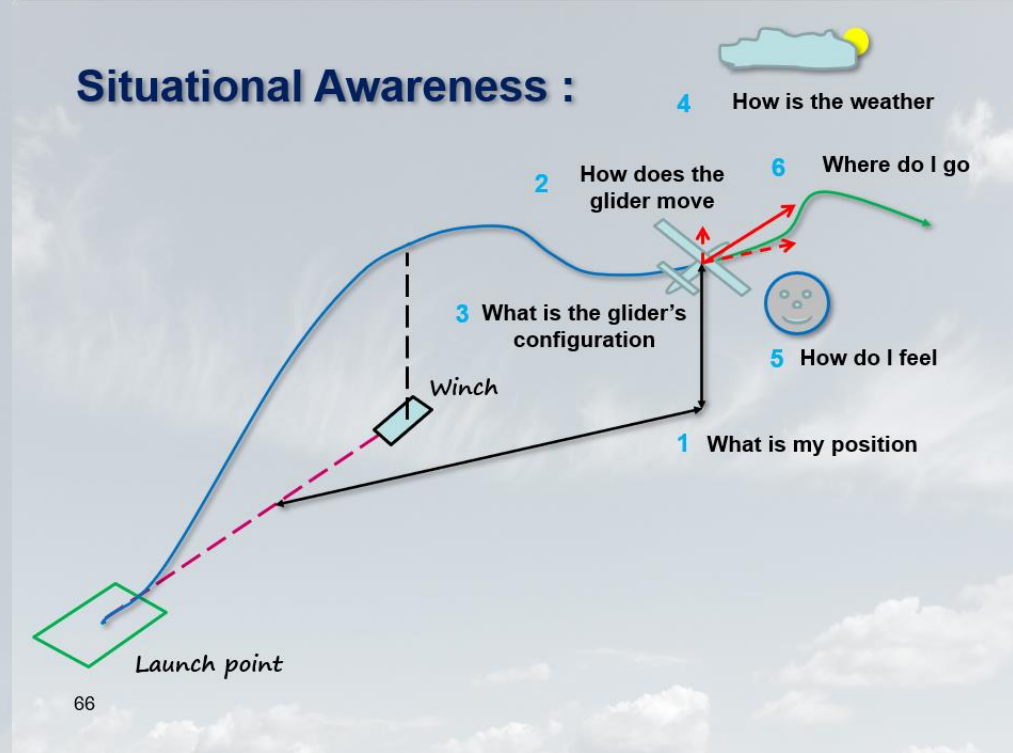 Situational Awareness :
4 How is the weather
6 Where do I go
2 How does the
glider move
3 What is the glider's
configuration
5 How do I feel
Winch
1 What is my position
Launch point
66